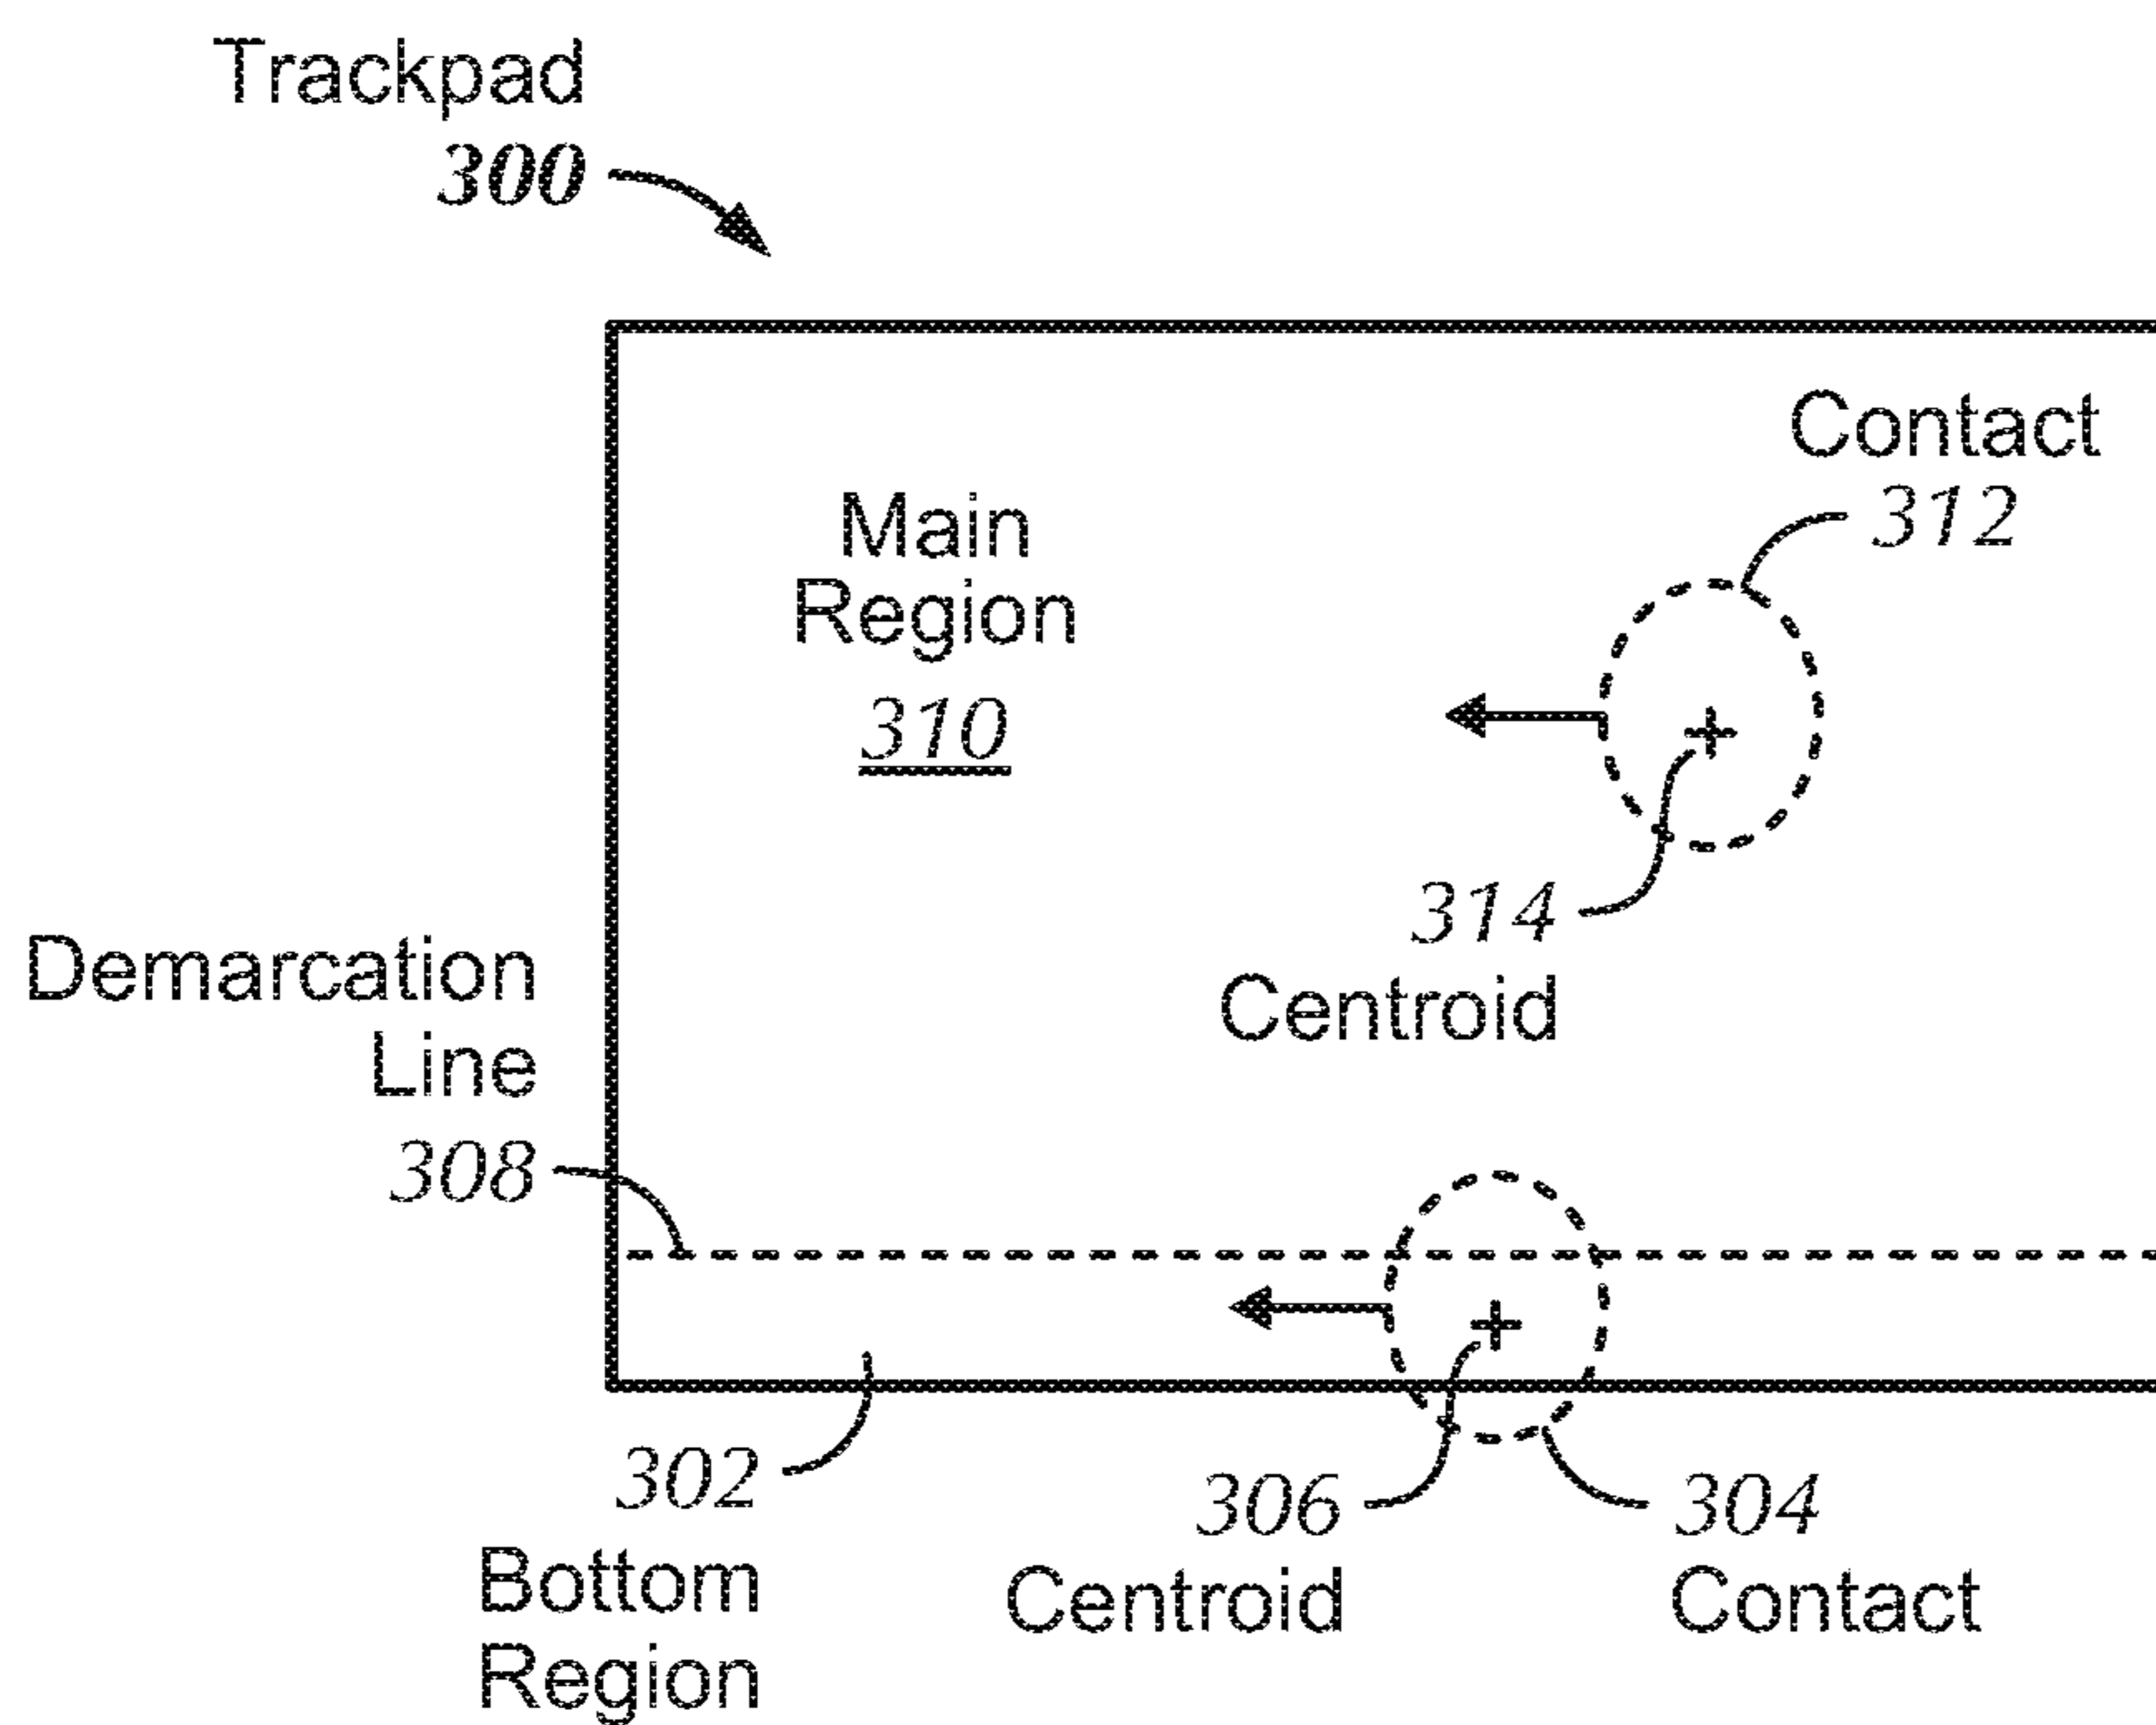 Trackpad
300
Contact
312
Main
Region
310
314
Centroid
Demarcation
Line
308
302
Bottom
Region
306
Centroid
304
Contact